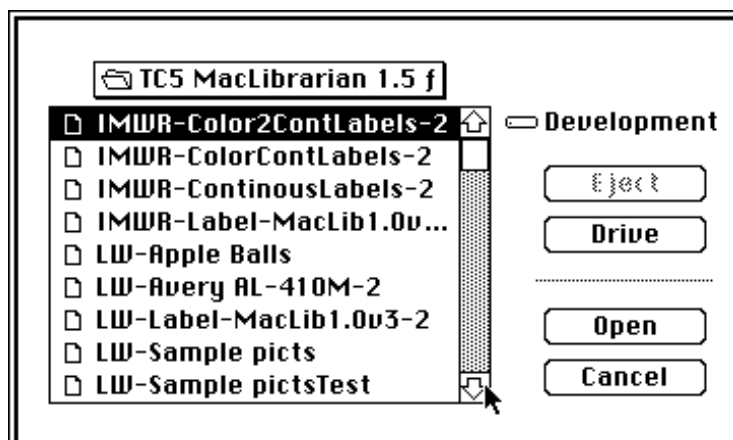 TC5 MacLibrarian 1.5 ƒ
IMWR-Color2ContLabels-2
IMWR-ColorContLabels-2
IMWR-ContinousLabels-2
IMWR-Label-MacLib1.0v...
LW-Apple Balls
LW-Avery AL-410M-2
LW-Label-MacLib1.0v3-2
LW-Sample picts
LW-Sample pictsTest
Development
Eject
Drive
Open
Cancel